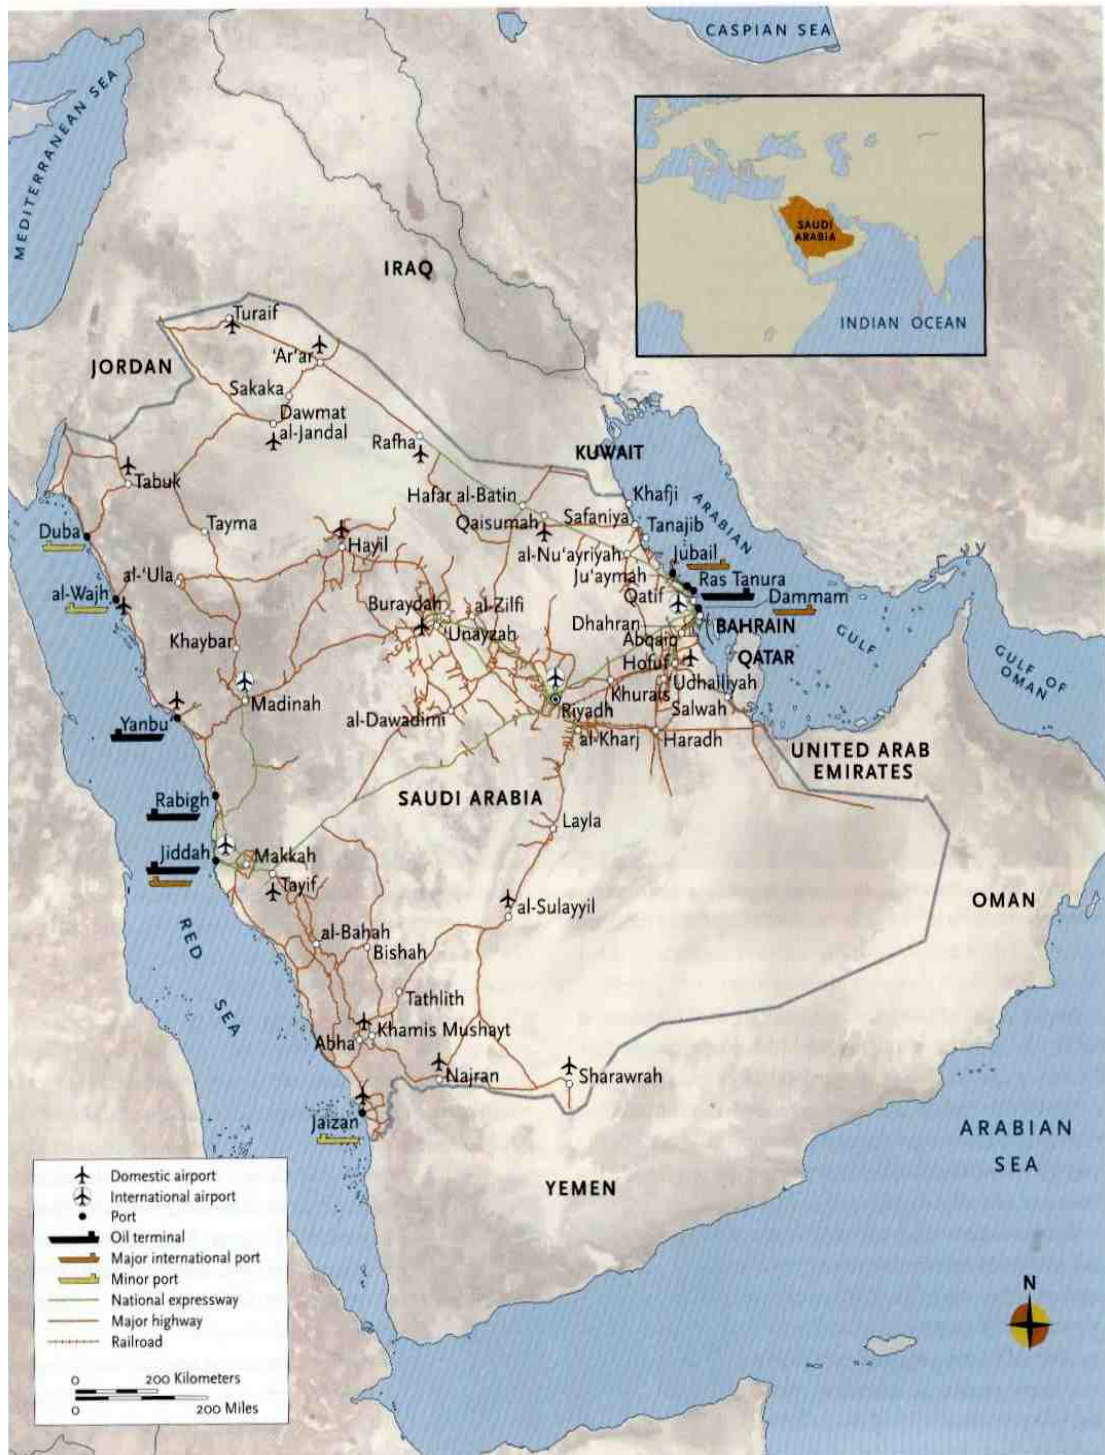 CASPIAN SEA
MEDITERRANEAN SEA
SAUDI
ARABIA
INDIAN OCEAN
IRAQ
Turaif
'Ar'ar
JORDAN
Sakaka
Dawmat
al-Jandal
Rafha
KUWAIT
Tabuk
Hafar al-Batin
Khafji
ARABIAN
Qaisumah
Safaniya
Tanajib
Duba
Tayma
Hayil
al-Nu'ayriyah
Jubail
al-'Ula
Ju'aymah
Ras Tanura
al-Wajh
Qatif
Dammam
Buraydah
al-Zilfi
'Unayzah
Dhahran
BAHRAIN
GULF
Khaybar
Abqaiq
Hofuf
QATAR
GULF OF
OMAN
Madinah
Udhailiyah
Khurais
Yanbu'
al-Dawadimi
Riyadh
Salwah
al-Kharj
Haradh
UNITED ARAB
EMIRATES
Rabigh
SAUDI ARABIA
Layla
Jiddah
Makkah
Tayif
OMAN
RED
SEA
al-Sulayyil
al-Bahah
Bishah
Tathlith
Khamis Mushayt
Abha
Najran
Sharawrah
Jaizan
ARABIAN
SEA
YEMEN
Domestic airport
International airport
Port
Oil terminal
Major international port
Minor port
National expressway
Major highway
Railroad
0 200 Kilometers
0 200 Miles
N